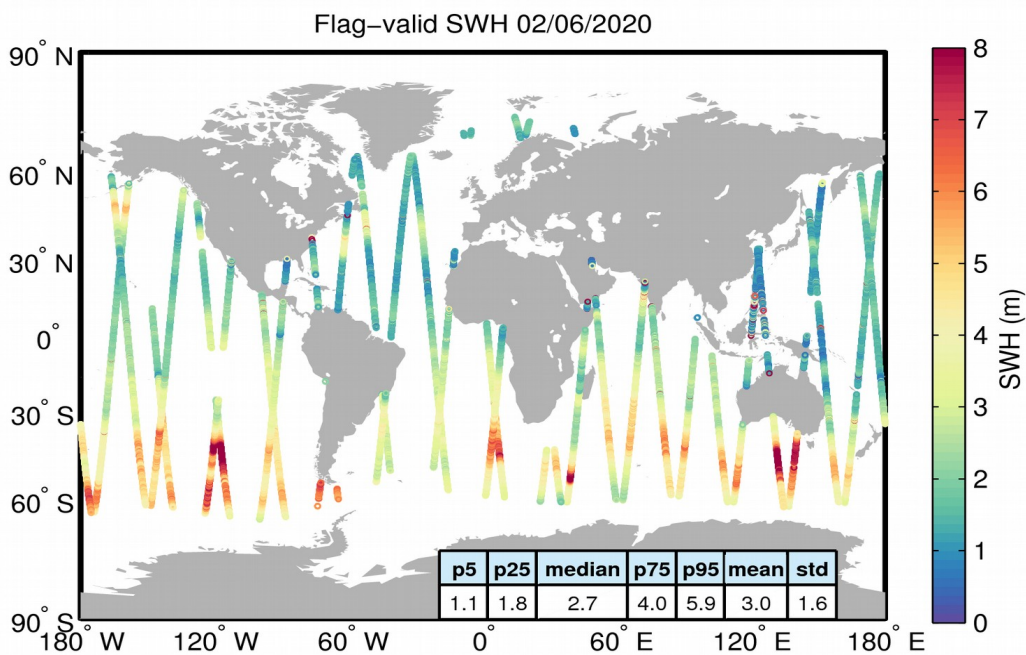 Flag−valid SWH 02/06/2020
90° N
60° N
30° N
0°
30° S
60° S
90° S
180° W
120° W
60° W
0°
60° E
120° E
180° E
8
7
6
5
4
3
2
1
0
SWH (m)
p5 p25 median p75 p95 mean std
1.1 1.8 2.7 4.0 5.9 3.0 1.6